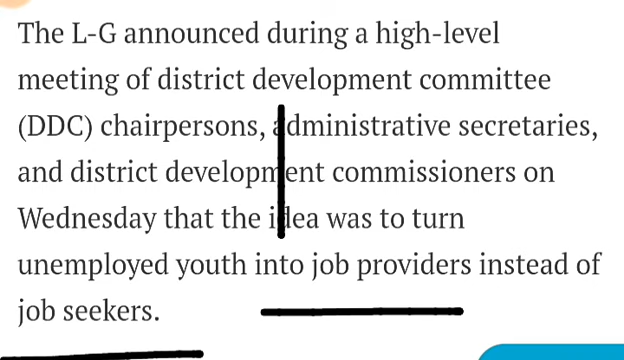 The L-G announced during a high-level
meeting of district development committee
(DDC) chairpersons, administrative secretaries,
and district development commissioners on
Wednesday that the idea was to turn
unemployed youth into job providers instead of
job seekers.